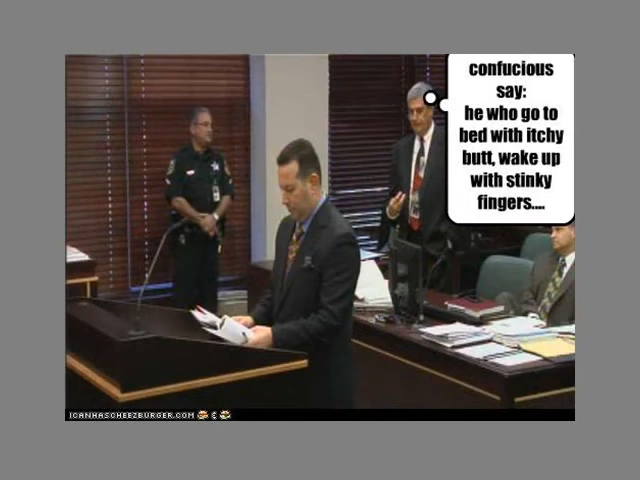 confucious
say:
he who go to
bed with itchy
butt, wake up
with stinky
fingers....
ICANHASCHEEZBURGER.COM